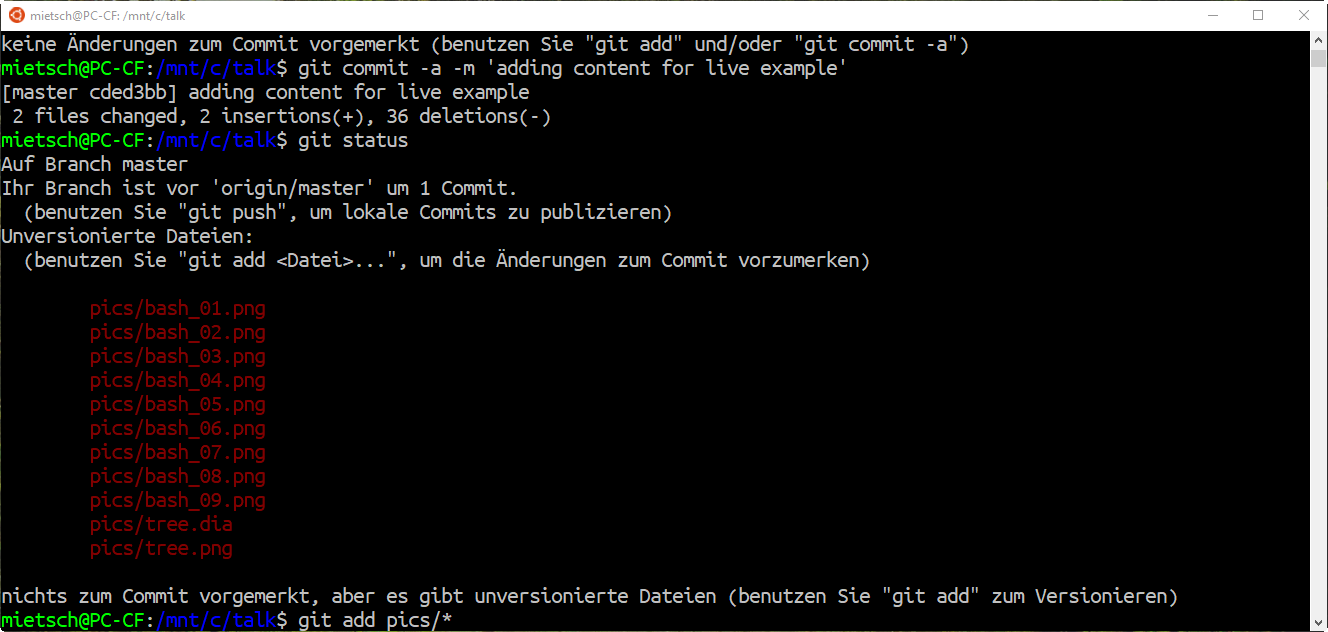 mietsch@PC-CF: /mnt/c/talk
keine Änderungen zum Commit vorgemerkt (benutzen Sie "git add" und/oder "git commit -a")
mietsch@PC-CF:/mnt/c/talk$ git commit -a -m 'adding content for live example'
[master cded3bb] adding content for live example
 2 files changed, 2 insertions(+), 36 deletions(-)
mietsch@PC-CF:/mnt/c/talk$ git status
Auf Branch master
Ihr Branch ist vor 'origin/master' um 1 Commit.
  (benutzen Sie "git push", um lokale Commits zu publizieren)
Unversionierte Dateien:
  (benutzen Sie "git add <Datei>...", um die Änderungen zum Commit vorzumerken)
        pics/bash_01.png
        pics/bash_02.png
        pics/bash_03.png
        pics/bash_04.png
        pics/bash_05.png
        pics/bash_06.png
        pics/bash_07.png
        pics/bash_08.png
        pics/bash_09.png
        pics/tree.dia
        pics/tree.png
nichts zum Commit vorgemerkt, aber es gibt unversionierte Dateien (benutzen Sie "git add" zum Versionieren)
mietsch@PC-CF:/mnt/c/talk$ git add pics/*